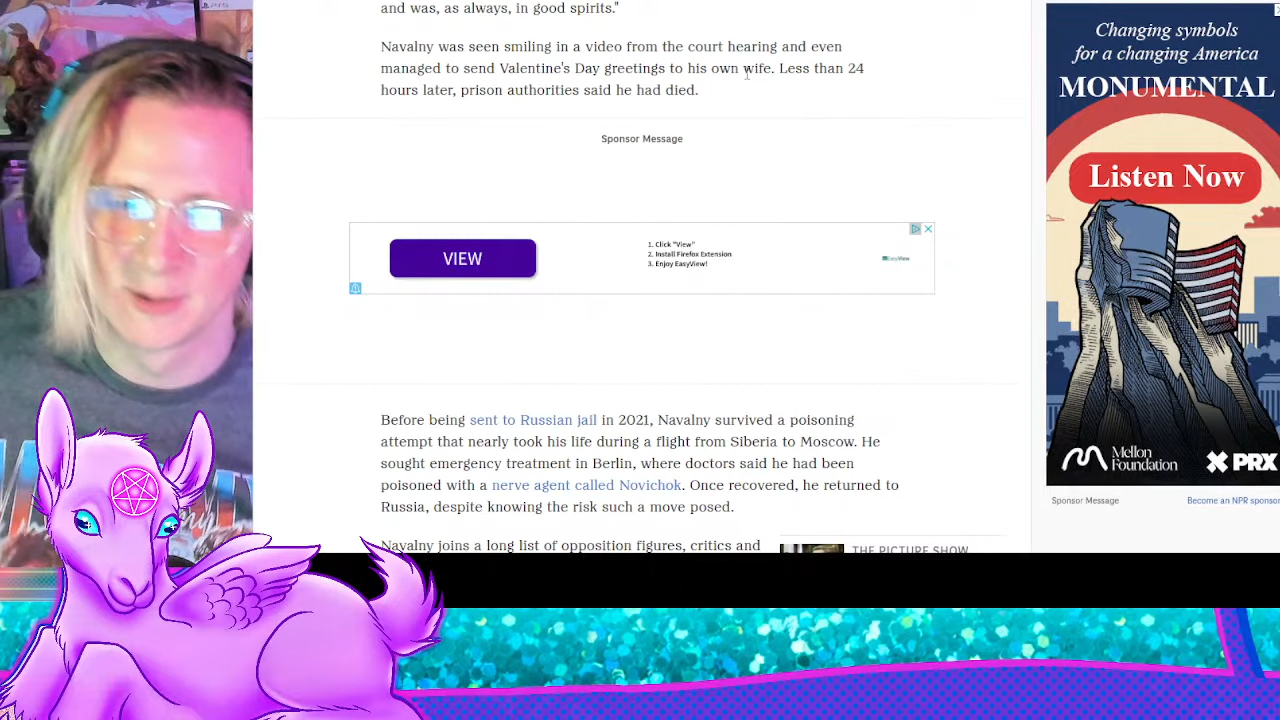 and was, as always, in good spirits."
Navalny was seen smiling in a video from the court hearing and even
managed to send Valentine's Day greetings to his own wife. Less than 24
hours later, prison authorities said he had died.
Sponsor Message
VIEW
1. Click "View"
2. Install Firefox Extension
3. Enjoy EasyView!
EasyView
Before being sent to Russian jail in 2021, Navalny survived a poisoning
attempt that nearly took his life during a flight from Siberia to Moscow. He
sought emergency treatment in Berlin, where doctors said he had been
poisoned with a nerve agent called Novichok. Once recovered, he returned to
Russia, despite knowing the risk such a move posed.
Navalny joins a long list of opposition figures, critics and
THE PICTURE SHOW
Changing symbols
for a changing America
MONUMENTAL
Listen Now
Mellon
Foundation
PRX
Sponsor Message
Become an NPR sponsor